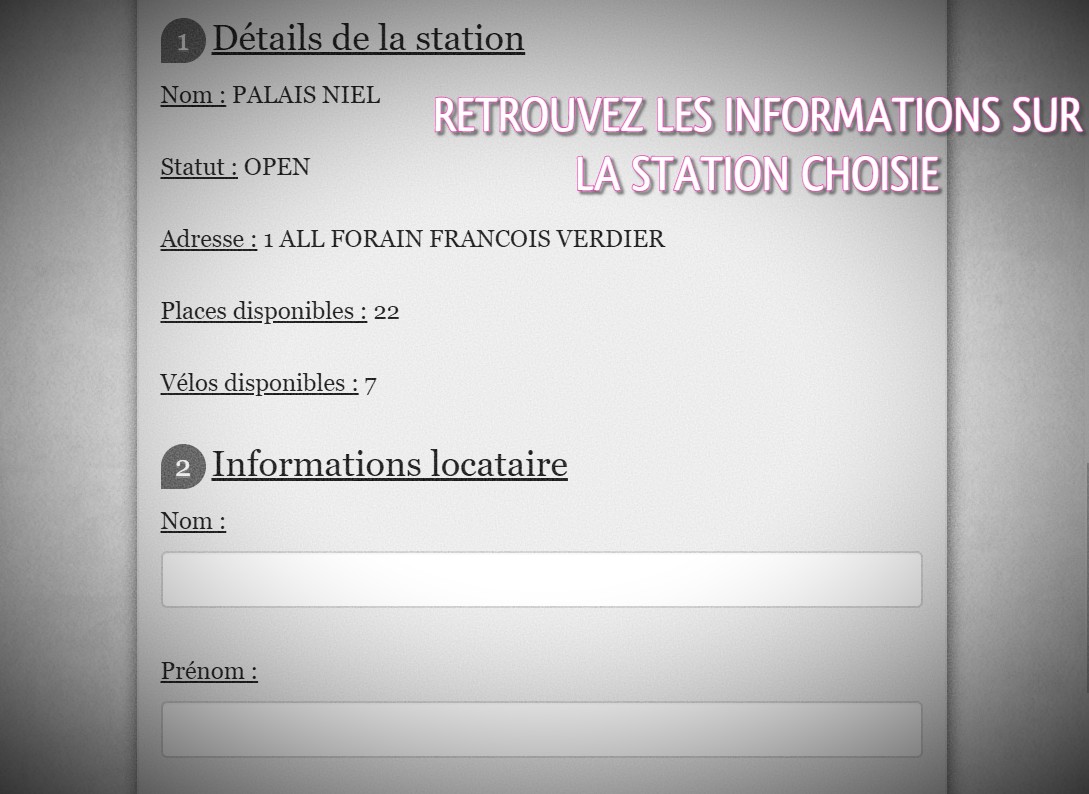 1 Détails de la station
Nom : PALAIS NIEL
RETROUVEZ LES INFORMATIONS SUR
LA STATION CHOISIE
Statut : OPEN
Adresse : 1 ALL FORAIN FRANCOIS VERDIER
Places disponibles : 22
Vélos disponibles : 7
2 Informations locataire
Nom :
Prénom :